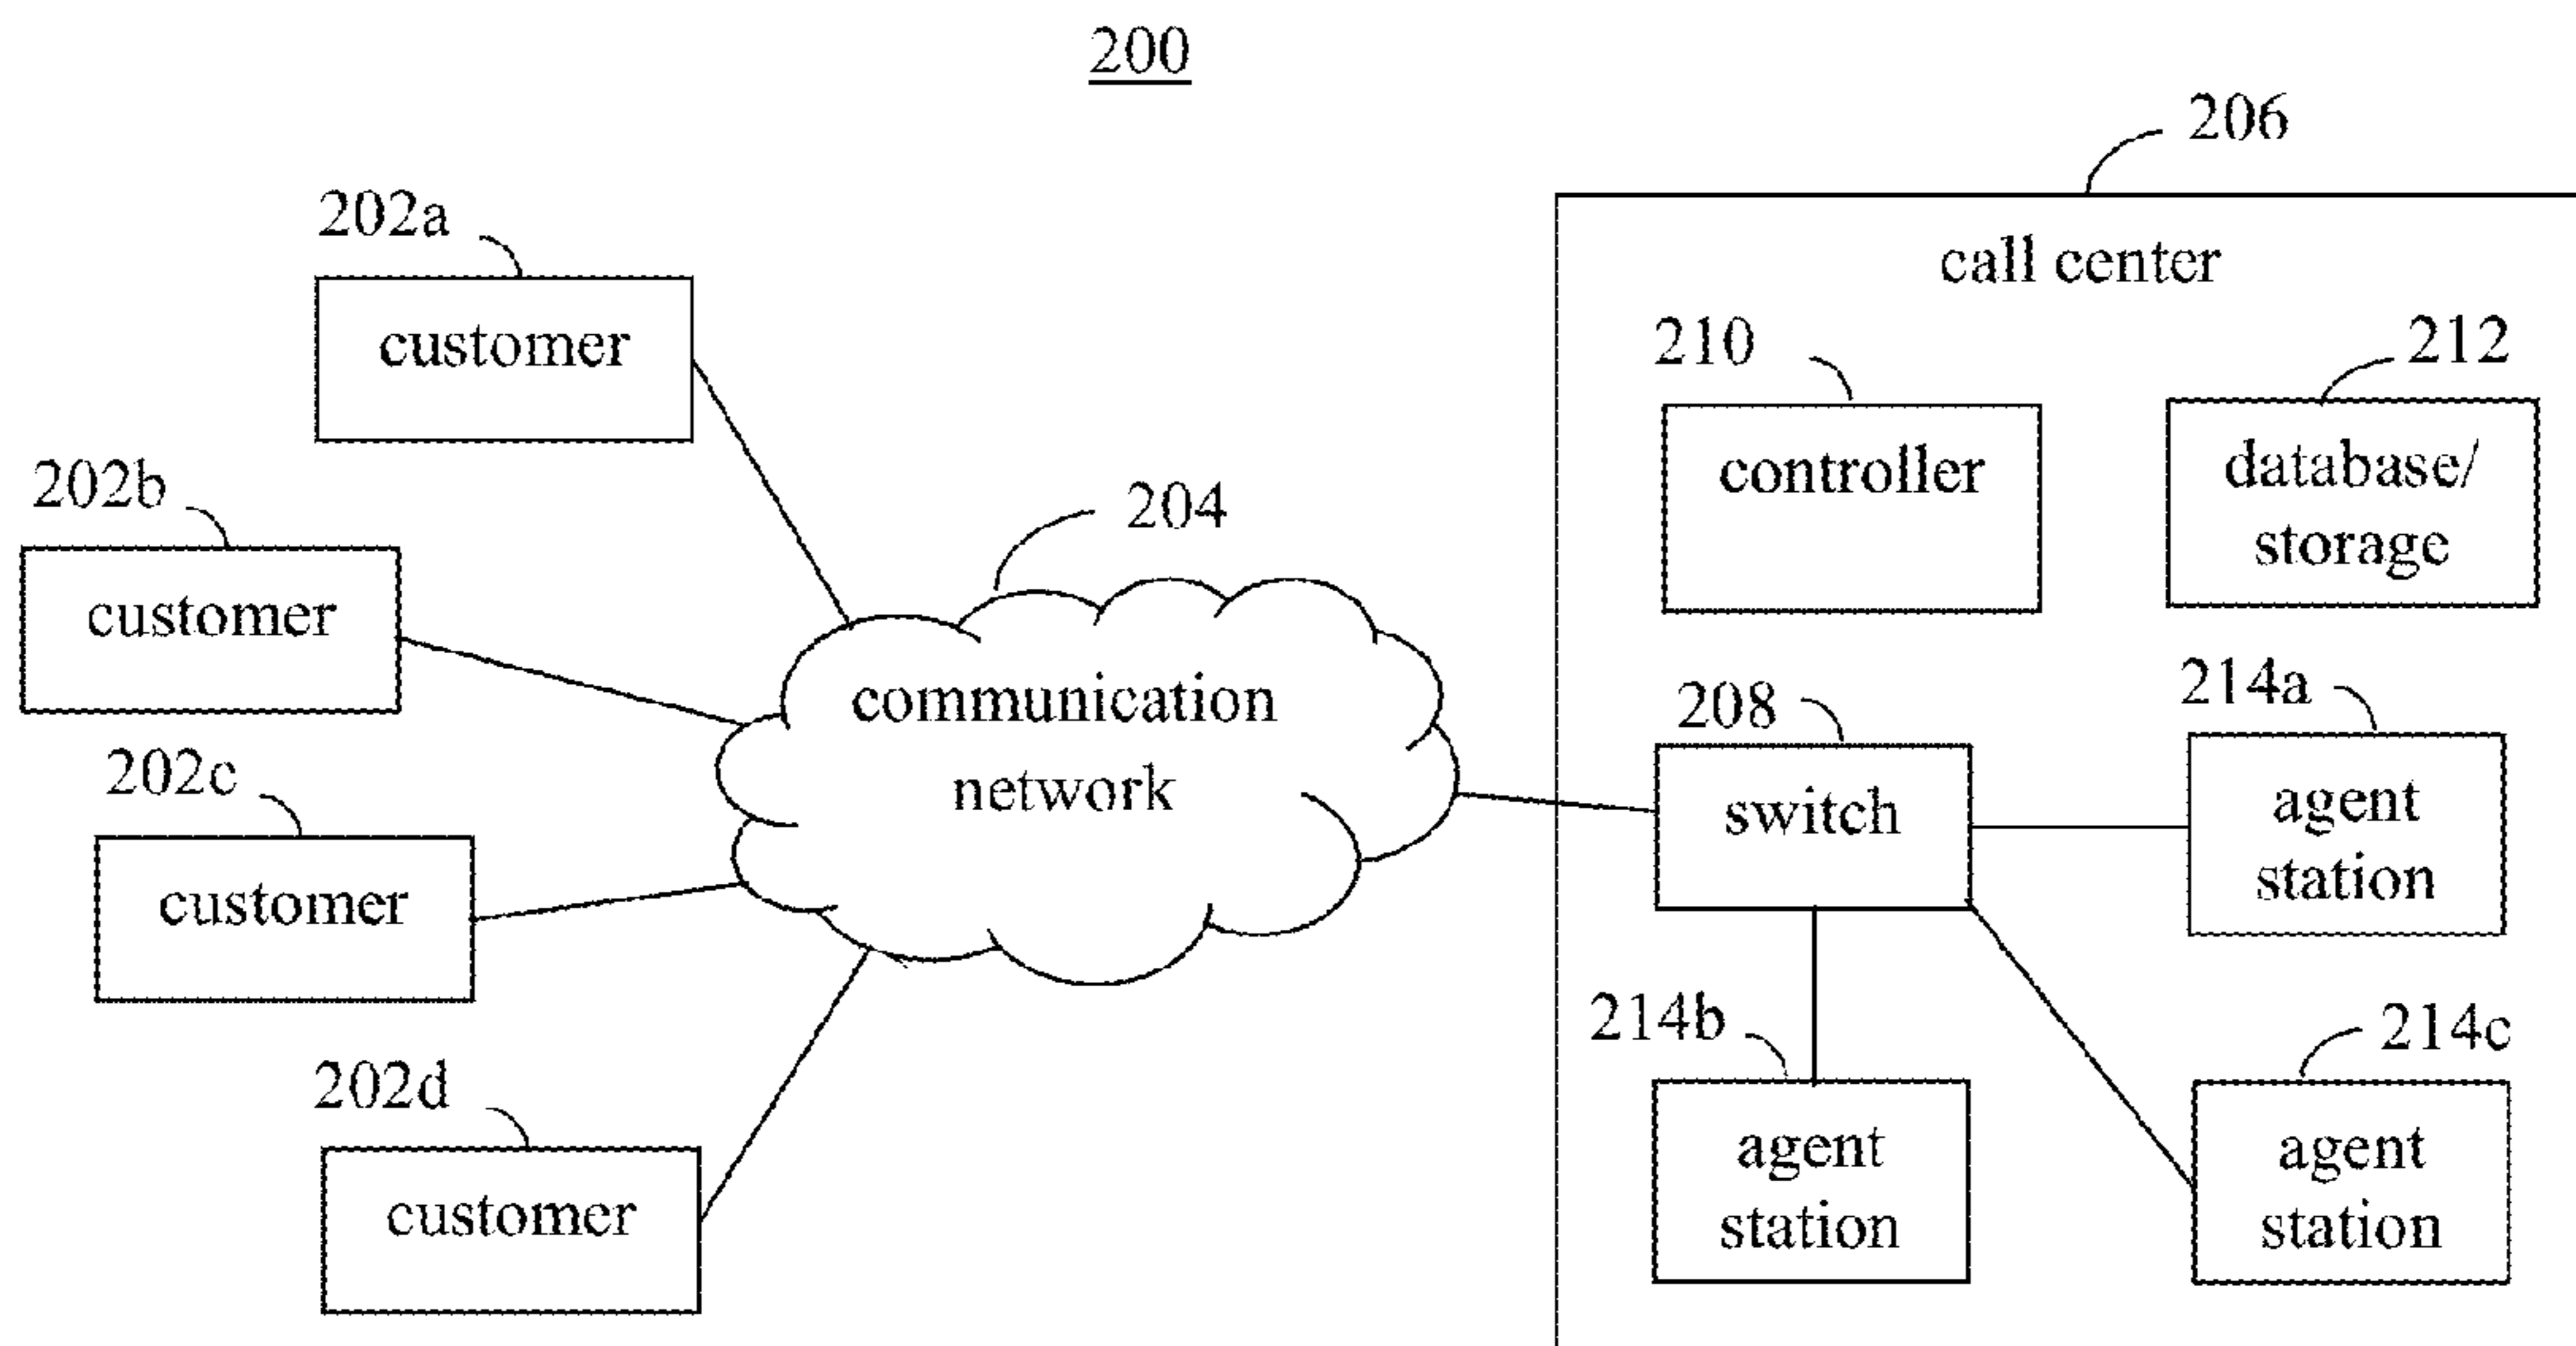 200
206
202a
call center
customer
210
212
controller
database/
storage
202b
customer
204
communication
network
208
switch
214a
agent
station
202c
customer
214b
agent
station
214c
agent
station
202d
customer